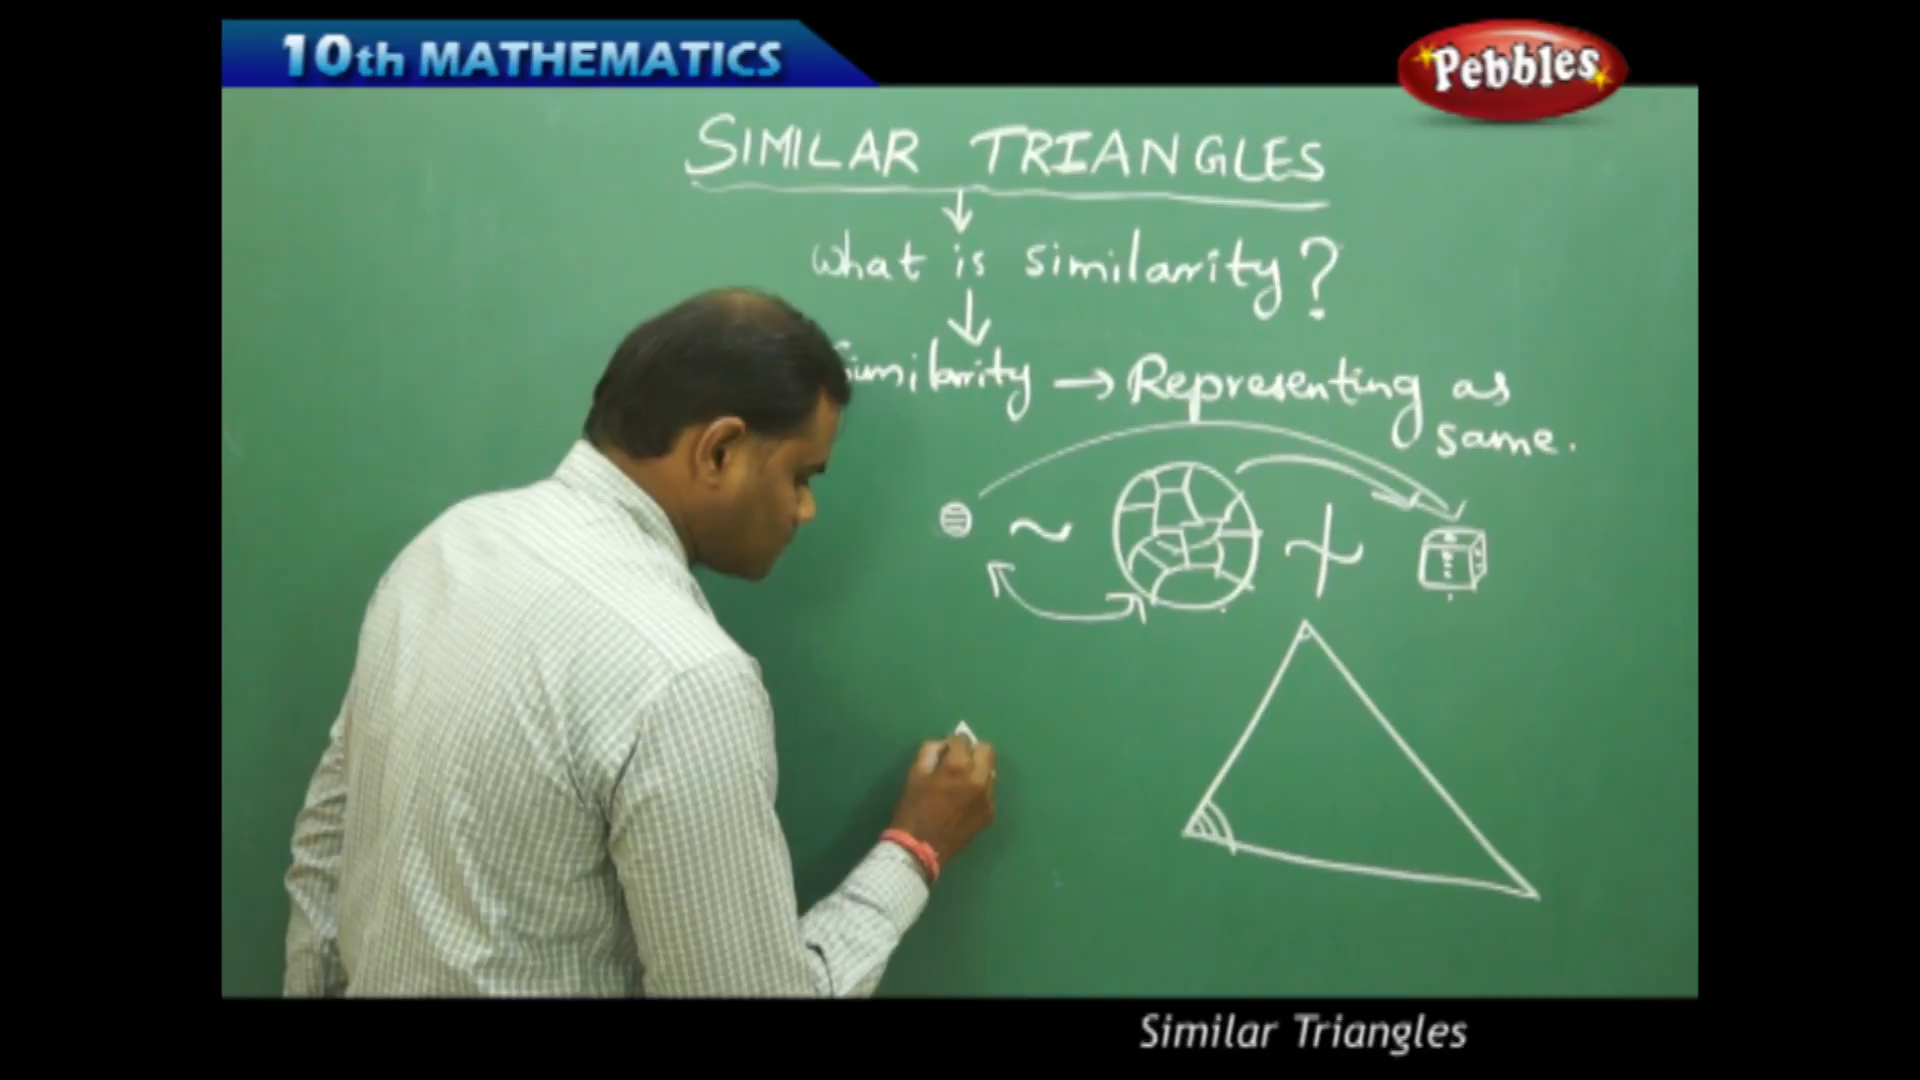 10th MATHEMATICS
Pebbles
SIMILAR TRIANGLES
What is similarity?
Similarity → Representing as
same.
~
Similar Triangles